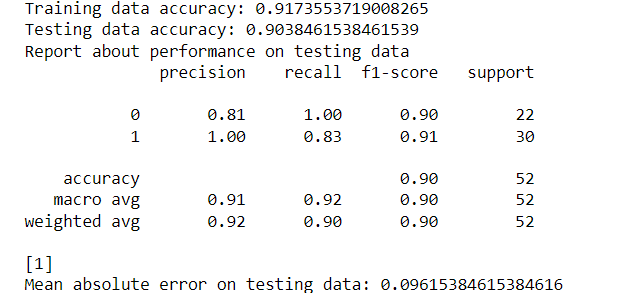 Training data accuracy: 0.9173553719008265
Testing data accuracy: 0.9038461538461539
Report about performance on testing data
precision recall f1-score support
0 0.81 1.00 0.90 22
1 1.00 0.83 0.91 30
accuracy 0.90 52
macro avg 0.91 0.92 0.90 52
weighted avg 0.92 0.90 0.90 52
[1]
Mean absolute error on testing data: 0.09615384615384616